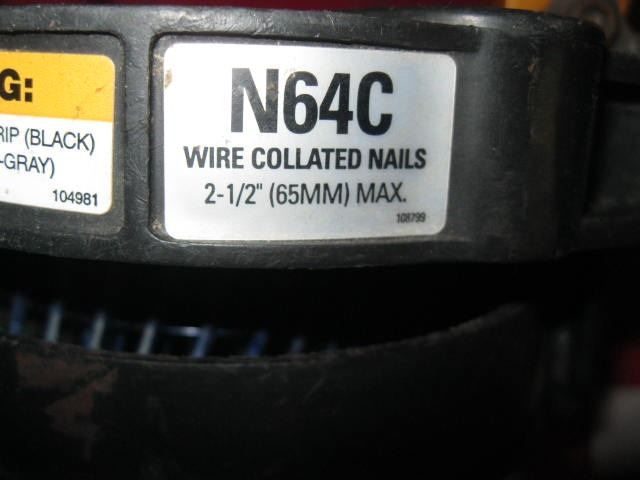 G:
RIP (BLACK)
-GRAY)
104981
N64C
WIRE COLLATED NAILS
2-1/2" (65MM) MAX.
108799